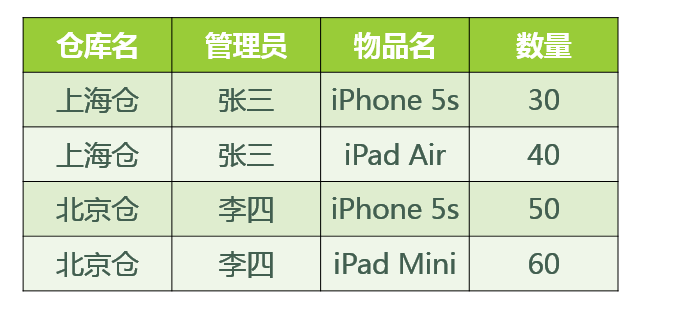 仓库名 管理员 物品名 数量
上海仓 张三 iPhone 5s 30
上海仓 张三 iPad Air 40
北京仓 李四 iPhone 5s 50
北京仓 李四 iPad Mini 60